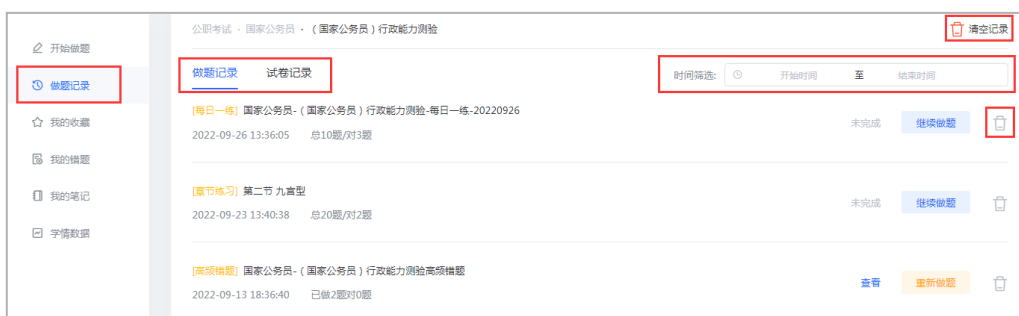 公职考试 · 国家公务员 · （国家公务员）行政能力测验
清空记录
开始做题
做题记录
我的收藏
我的错题
我的笔记
学情数据
做题记录 试卷记录
时间筛选: 开始时间 至 结束时间
[每日一练] 国家公务员-（国家公务员）行政能力测验-每日一练-20220926
2022-09-26 13:36:05 总10题/对3题
未完成 继续做题
[章节练习] 第二节 九宫型
2022-09-23 13:40:38 总20题/对2题
未完成 继续做题
[高频错题] 国家公务员-（国家公务员）行政能力测验高频错题
2022-09-13 18:36:40 已做2题对0题
查看 重新做题